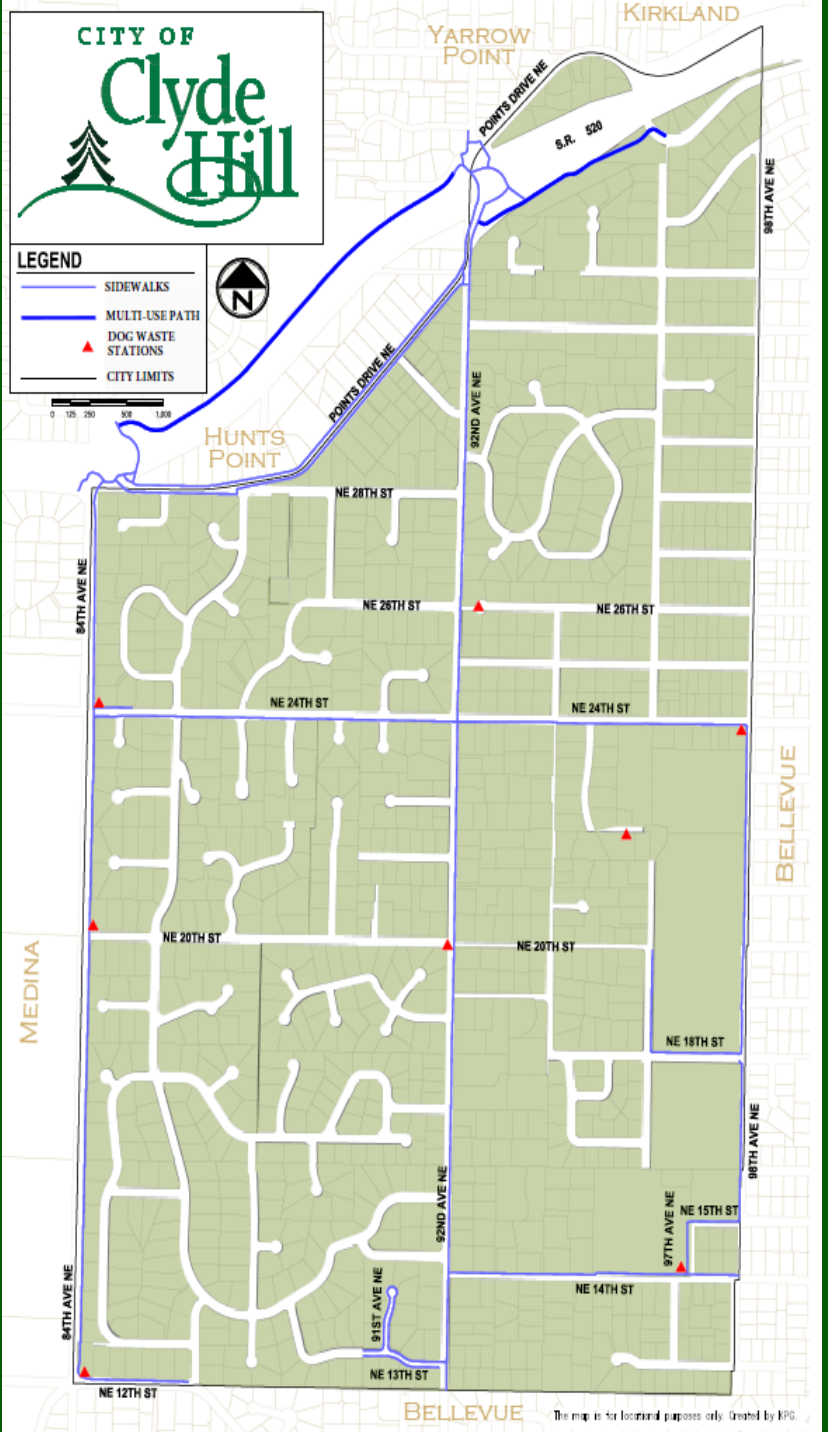 CITY OF
Clyde
Hill
LEGEND
SIDEWALKS
MULTI-USE PATH
DOG WASTE
STATIONS
CITY LIMITS
0 125 250 500 1,000
N
KIRKLAND
YARROW
POINT
POINTS DRIVE NE
S.R. 520
98TH AVE NE
POINTS DRIVE NE
92ND AVE NE
HUNTS
POINT
NE 28TH ST
84TH AVE NE
NE 26TH ST
NE 26TH ST
NE 24TH ST
NE 24TH ST
BELLEVUE
MEDINA
NE 20TH ST
NE 20TH ST
NE 18TH ST
98TH AVE NE
92ND AVE NE
97TH AVE NE
NE 15TH ST
84TH AVE NE
91ST AVE NE
NE 14TH ST
NE 13TH ST
NE 12TH ST
BELLEVUE
The map is for locational purposes only. Created by KPG.